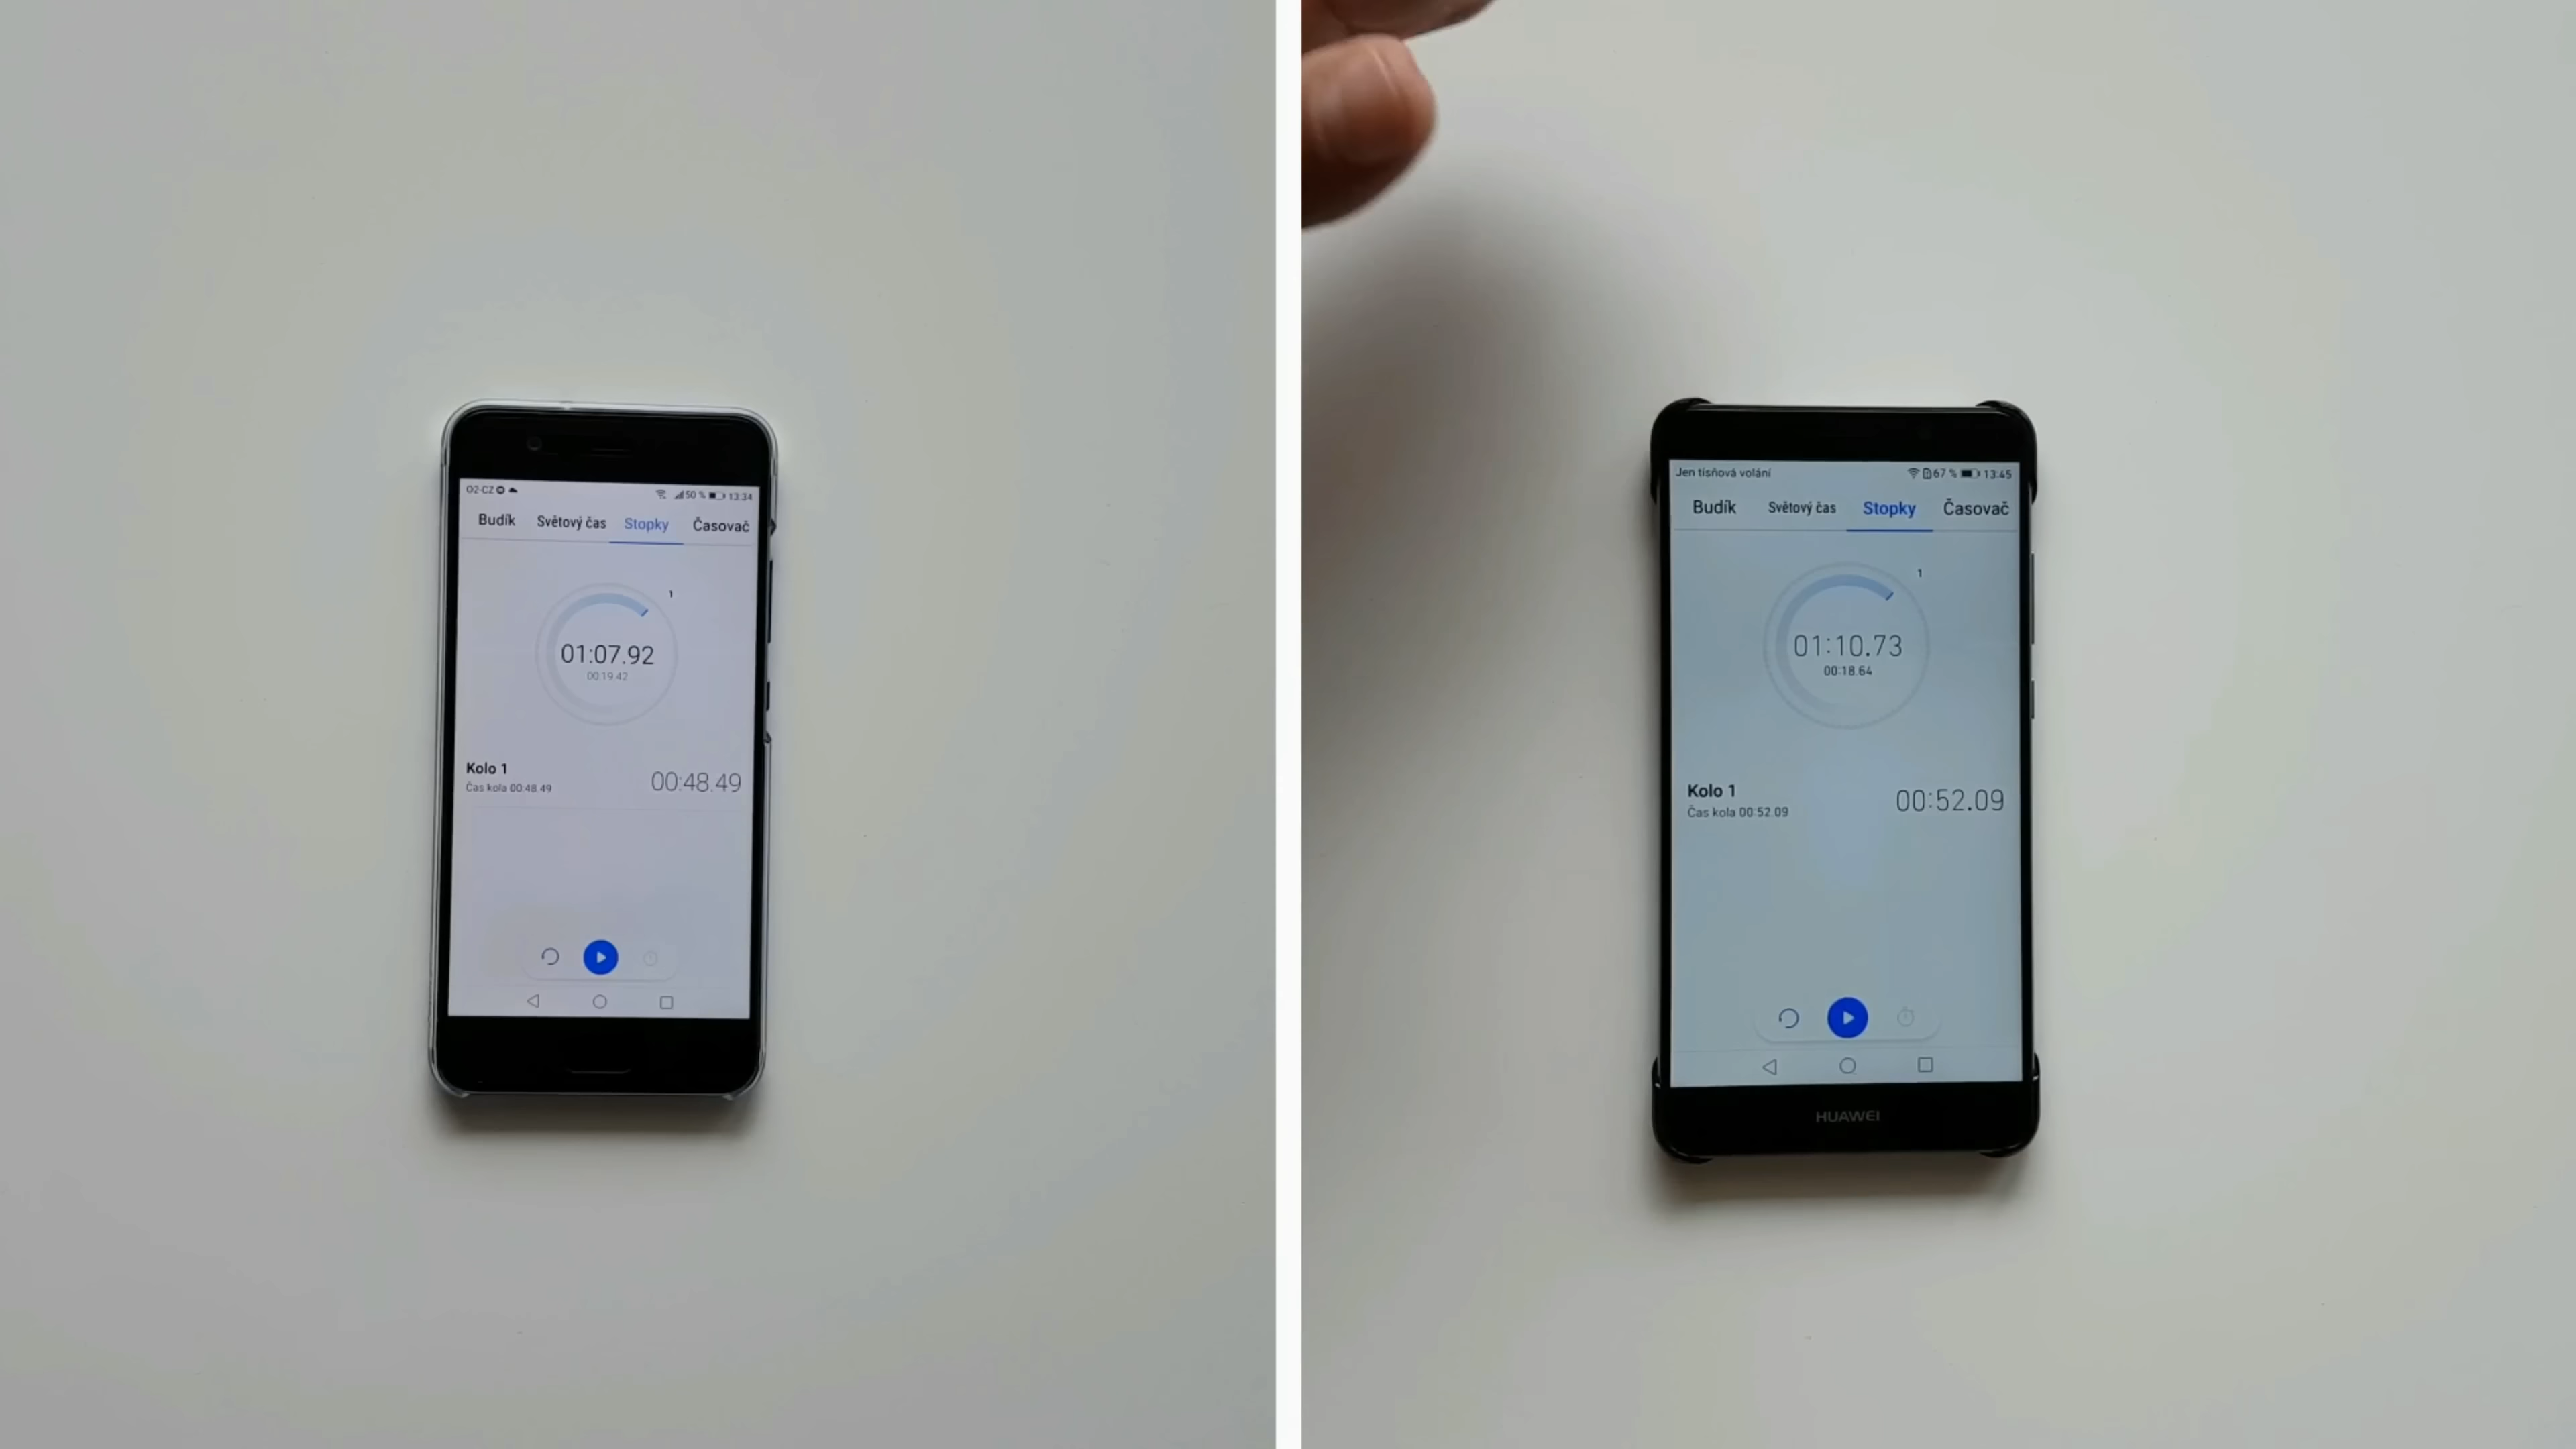 O2-CZ 50 % 13:34
Budík Světový čas Stopky Časovač
1
01:07.92
00:19.42
Kolo 1
Čas kola 00:48.49
00:48.49
Jen tísňová volání 67 % 13:45
Budík Světový čas Stopky Časovač
1
01:10.73
00:18.64
Kolo 1
Čas kola 00:52.09
00:52.09
HUAWEI